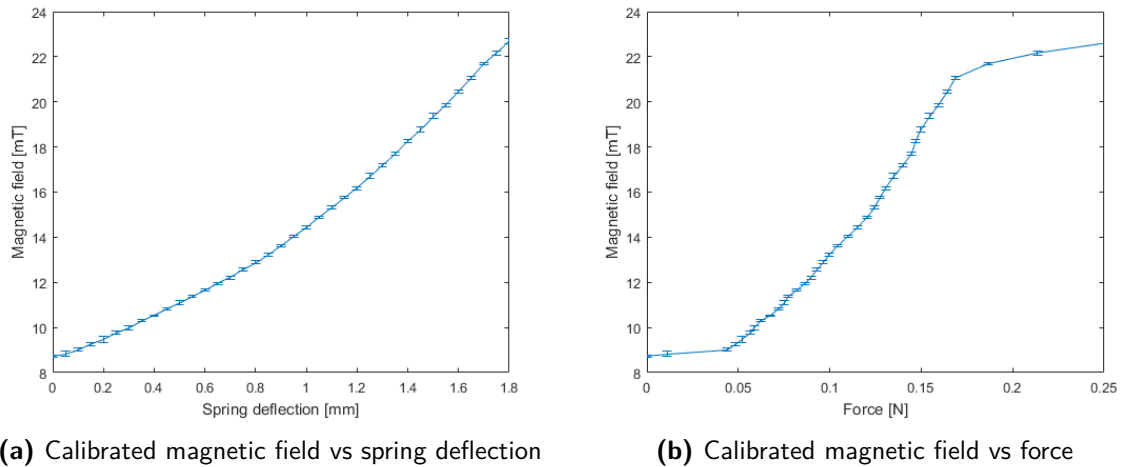 24
22
20
18
16
14
12
10
8
Magnetic field [mT]
0 0.2 0.4 0.6 0.8 1 1.2 1.4 1.6 1.8
Spring deflection [mm]
(a) Calibrated magnetic field vs spring deflection
24
22
20
18
16
14
12
10
8
Magnetic field [mT]
0 0.05 0.1 0.15 0.2 0.25
Force [N]
(b) Calibrated magnetic field vs force